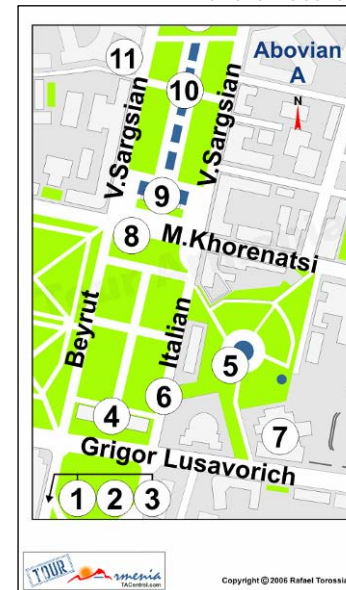 Abovian
A
N
11
10
V.Sargsian
V.Sargsian
9
8
M.Khorenatsi
Beyrut
Italian
5
6
4
7
Grigor Lusavorich
1 2 3
TOUR Armenia
TACentral.com
Copyright © 2006 Rafael Torossia